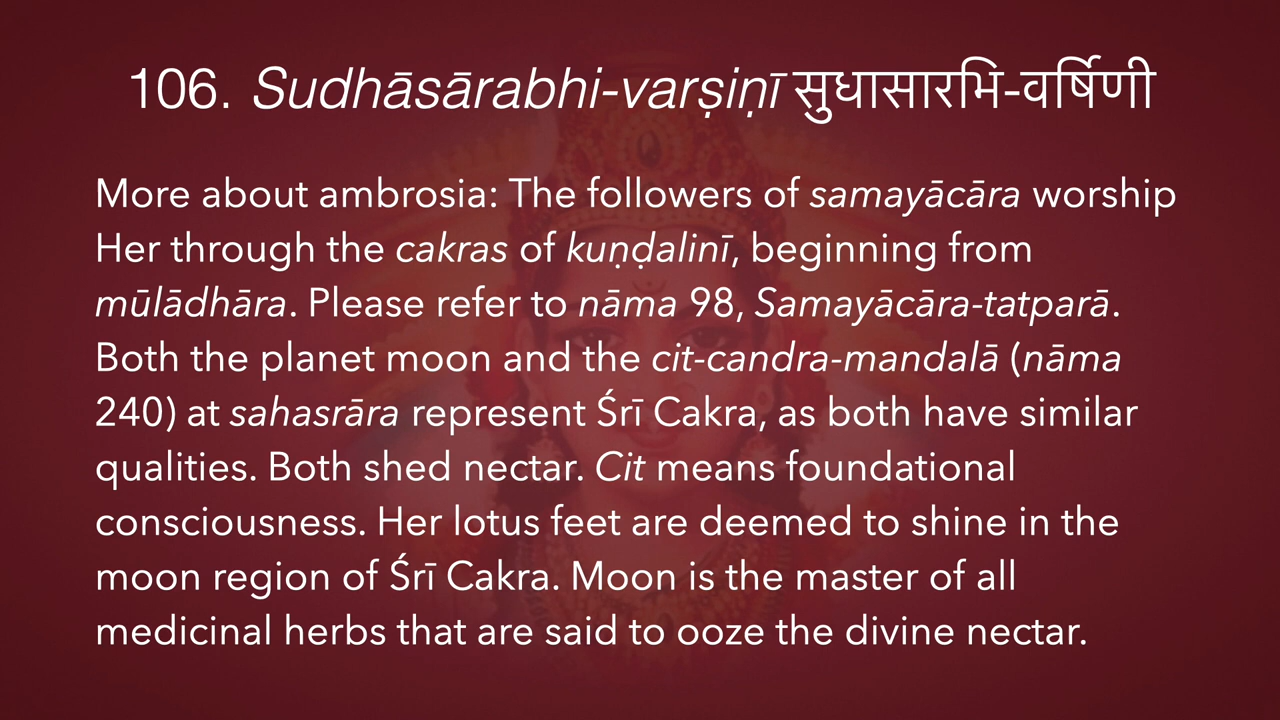 106. Sudhāsārabhi-varṣiṇī सुधासारभि-वर्षिणी
More about ambrosia: The followers of samayācāra worship
Her through the cakras of kuṇḍalinī, beginning from
mūlādhāra. Please refer to nāma 98, Samayācāra-tatparā.
Both the planet moon and the cit-candra-mandalā (nāma
240) at sahasrāra represent Śrī Cakra, as both have similar
qualities. Both shed nectar. Cit means foundational
consciousness. Her lotus feet are deemed to shine in the
moon region of Śrī Cakra. Moon is the master of all
medicinal herbs that are said to ooze the divine nectar.